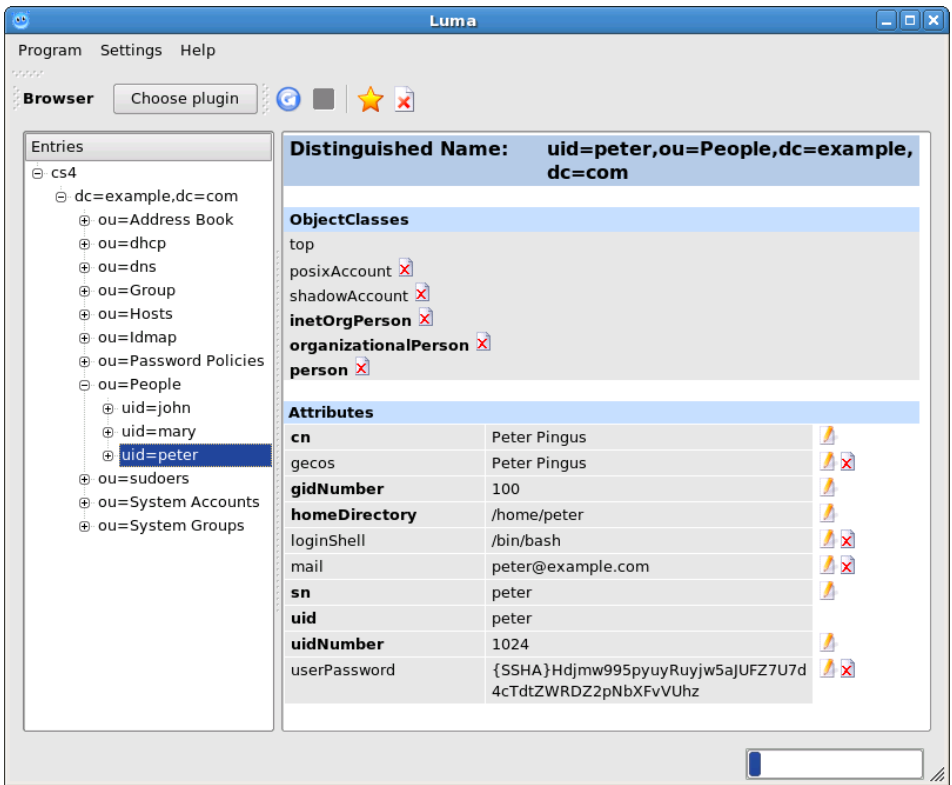 Luma
Program Settings Help
Browser Choose plugin
Entries
cs4
dc=example,dc=com
ou=Address Book
ou=dhcp
ou=dns
ou=Group
ou=Hosts
ou=Idmap
ou=Password Policies
ou=People
uid=john
uid=mary
uid=peter
ou=sudoers
ou=System Accounts
ou=System Groups
Distinguished Name: uid=peter,ou=People,dc=example,
dc=com
ObjectClasses
top
posixAccount
shadowAccount
inetOrgPerson
organizationalPerson
person
Attributes
cn Peter Pingus
gecos Peter Pingus
gidNumber 100
homeDirectory /home/peter
loginShell /bin/bash
mail peter@example.com
sn peter
uid peter
uidNumber 1024
userPassword {SSHA}Hdjmw995pyuyRuyjw5aJUFZ7U7d
4cTdtZWRDZ2pNbXFvVUhz